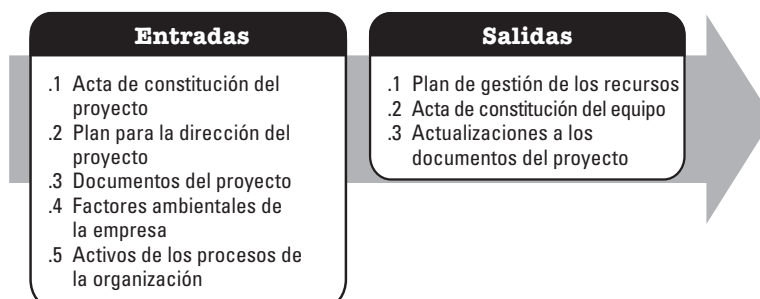 Entradas
.1 Acta de constitución del
proyecto
.2 Plan para la dirección del
proyecto
.3 Documentos del proyecto
.4 Factores ambientales de
la empresa
.5 Activos de los procesos de
la organización
Salidas
.1 Plan de gestión de los recursos
.2 Acta de constitución del equipo
.3 Actualizaciones a los
documentos del proyecto